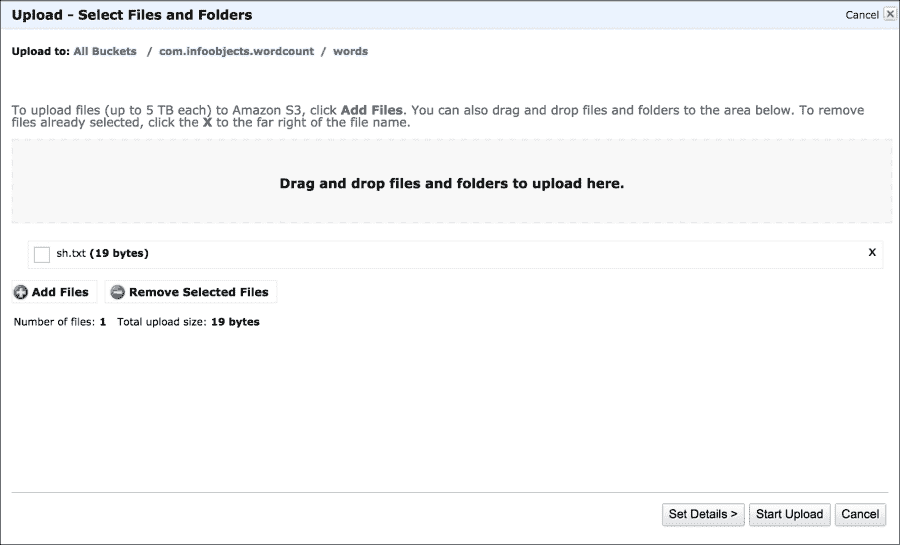 Upload - Select Files and Folders
Cancel X
Upload to: All Buckets / com.infoobjects.wordcount / words
To upload files (up to 5 TB each) to Amazon S3, click Add Files. You can also drag and drop files and folders to the area below. To remove
files already selected, click the X to the far right of the file name.
Drag and drop files and folders to upload here.
sh.txt (19 bytes) X
Add Files Remove Selected Files
Number of files: 1 Total upload size: 19 bytes
Set Details > Start Upload Cancel